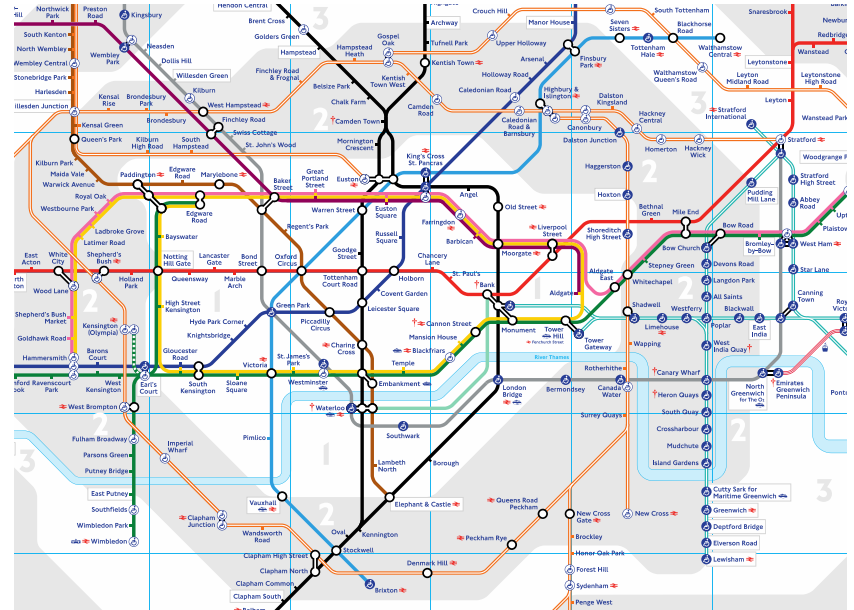 Northwick
Park
Preston
Road
Kingsbury
Hendon Central
Brent Cross
Golders Green
3
Archway
Crouch Hill
Manor House
Seven
Sisters
South Tottenham
Blackhorse
Road
Snaresbrook
Redbridge
South Kenton
North Wembley
Wembley Central
Stonebridge Park
Harlesden
Willesden Junction
Wembley
Park
Neasden
Dollis Hill
Willesden Green
Kilburn
Hampstead
Hampstead
Heath
Gospel
Oak
Tufnell Park
Kentish Town
Upper Holloway
Finsbury
Park
Arsenal
Holloway Road
Caledonian Road
Tottenham
Hale
Walthamstow
Central
Walthamstow
Queen's Road
Wanstead
Leytonstone
Leyton
Midland Road
Leytonstone
High Road
Leyton
Wanstead Park
Finchley Road
& Frognal
Belsize Park
Chalk Farm
Camden Town
Kentish
Town West
Camden
Road
Highbury &
Islington
Kensal
Rise
Brondesbury
Park
Brondesbury
West Hampstead
Finchley Road
Swiss Cottage
St. John's Wood
2
Kensal Green
Queen's Park
Kilburn
High Road
South
Hampstead
Mornington
Crescent
Caledonian
Road &
Barnsbury
Canonbury
Dalston
Kingsland
Dalston Junction
Hackney
Central
Homerton
Hackney
Wick
3
Stratford
International
Stratford
Kilburn Park
Maida Vale
Warwick Avenue
Royal Oak
Westbourne Park
Paddington
Edgware
Road
Marylebone
Baker
Street
Great
Portland
Street
Euston
King's Cross
St. Pancras
Euston
Square
Warren Street
Angel
Old Street
Haggerston
Hoxton
Shoreditch
High Street
2
Pudding
Mill Lane
Stratford
High Street
Abbey
Road
West Ham
Upton
Plaistow
Edgware
Road
Regent's Park
Goodge
Street
Russell
Square
Farringdon
Barbican
Moorgate
Liverpool
Street
Bethnal
Green
Mile End
Bow Road
Bow Church
Bromley-
by-Bow
Ladbroke Grove
Latimer Road
Bayswater
East
Acton
White
City
Shepherd's
Bush
Holland
Park
Notting
Hill Gate
Queensway
Lancaster
Gate
Marble
Arch
Bond
Street
Oxford
Circus
Tottenham
Court Road
Holborn
Chancery
Lane
St. Paul's
Bank
Aldgate
East
Aldgate
Whitechapel
Stepney Green
Devons Road
Langdon Park
All Saints
Star Lane
Wood Lane
2
1
Shepherd's
Bush
Market
Goldhawk Road
Hammersmith
Kensington
(Olympia)
High Street
Kensington
Hyde Park Corner
Knightsbridge
Green Park
Piccadilly
Circus
Covent Garden
Leicester Square
Cannon Street
Mansion House
Blackfriars
Temple
Charing
Cross
Monument
Tower
Hill
Fenchurch Street
Tower
Gateway
Shadwell
Limehouse
Westferry
Poplar
Blackwall
East
India
Canning
Town
Royal
Wapping
River Thames
Barons
Court
West
Kensington
Earl's
Court
Gloucester
Road
South
Kensington
Sloane
Square
Victoria
St. James's
Park
Westminster
Embankment
Waterloo
Southwark
London
Bridge
Bermondsey
Rotherhithe
Canada
Water
Surrey Quays
West
India Quay
Canary Wharf
Heron Quays
South Quay
Crossharbour
Mudchute
Island Gardens
North
Greenwich
for The O2
Emirates
Greenwich
Peninsula
Ravenscourt
Park
West Brompton
Fulham Broadway
Parsons Green
Putney Bridge
East Putney
Southfields
Wimbledon Park
Wimbledon
3
Imperial
Wharf
Pimlico
1
Lambeth
North
Borough
2
3
Vauxhall
Elephant & Castle
Queens Road
Peckham
New Cross
Gate
New Cross
Cutty Sark for
Maritime Greenwich
Greenwich
Deptford Bridge
Elverson Road
Lewisham
Clapham
Junction
Wandsworth
Road
Clapham High Street
Clapham North
Clapham Common
Clapham South
Balham
Oval
Kennington
Stockwell
Brixton
Denmark Hill
Peckham Rye
2
Brockley
Honor Oak Park
Forest Hill
Sydenham
Penge West